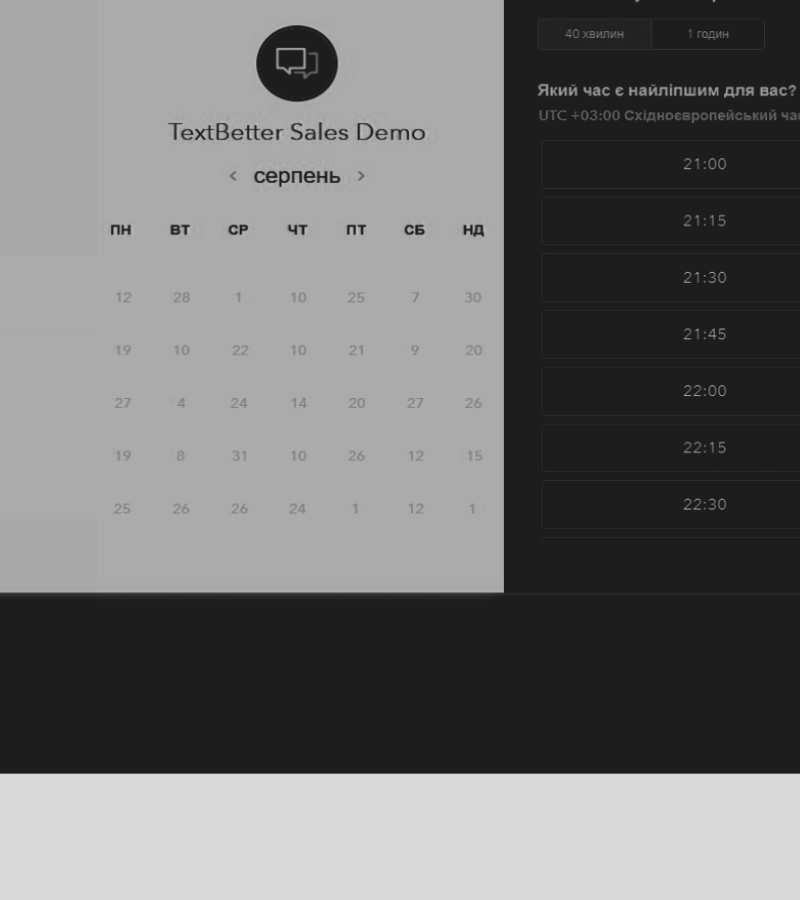 TextBetter Sales Demo
‹ серпень ›
ПН ВТ СР ЧТ ПТ СБ НД
12 28 1 10 25 7 30
19 10 22 10 21 9 20
27 4 24 14 20 27 26
19 8 31 10 26 12 15
25 26 26 24 1 12 1
40 хвилин 1 годин
Який час є найліпшим для вас?
UTC +03:00 Східноєвропейський
21:00
21:15
21:30
21:45
22:00
22:15
22:30